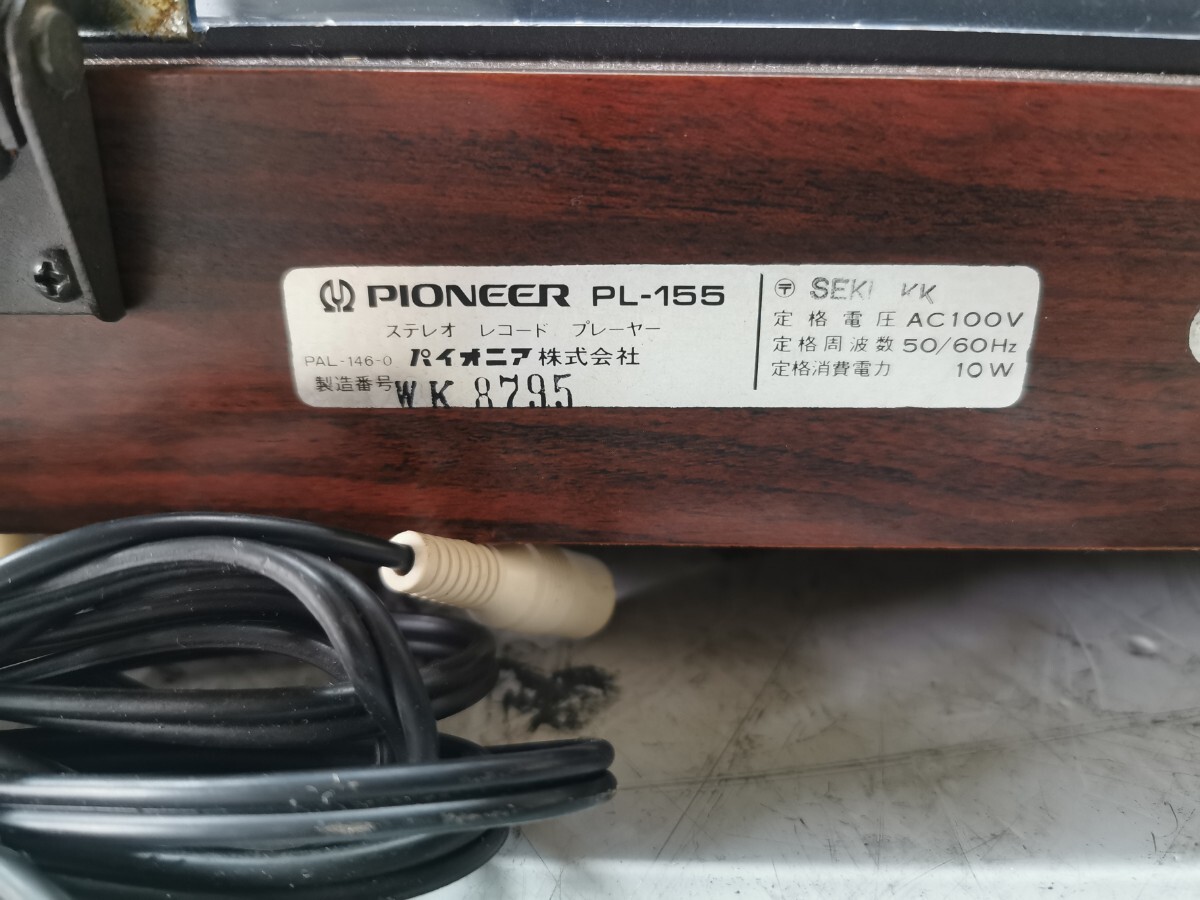 PIONEER PL-155
ステレオ レコード プレーヤー
PAL-146-0 パイオニア株式会社
製造番号 WK 8795
〒 SEKI KK
定格電圧 AC100V
定格周波数 50/60Hz
定格消費電力 10W